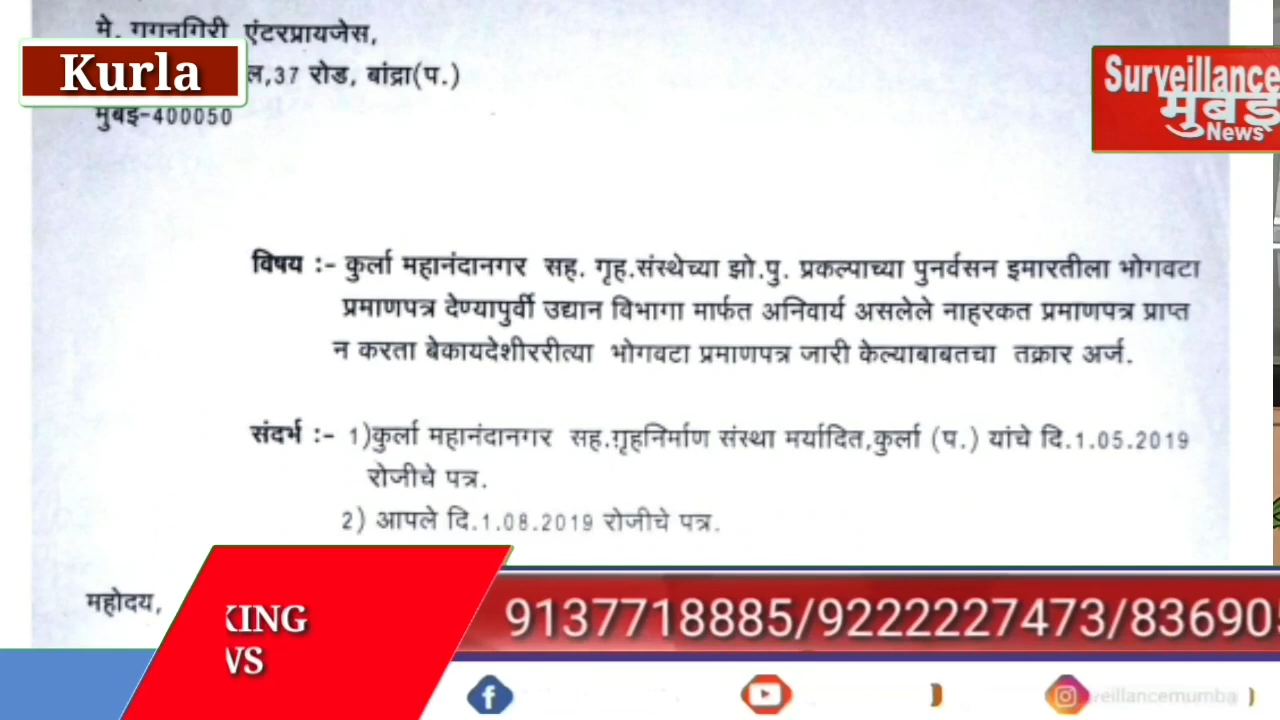 मे. गगनगिरी एंटरप्रायजेस,
Kurla
ल,37 रोड, बांद्रा(प.)
मुंबई-400050
Surveillance
मुंबई
News
विषय :- कुर्ला महानंदानगर सह. गृह.संस्थेच्या झो.पु. प्रकल्पाच्या पुनर्वसन इमारतीला भोगवटा
प्रमाणपत्र देण्यापुर्वी उद्यान विभागा मार्फत अनिवार्य असलेले नाहरकत प्रमाणपत्र प्राप्त
न करता बेकायदेशीररीत्या भोगवटा प्रमाणपत्र जारी केल्याबाबतचा तक्रार अर्ज.
संदर्भ :- 1)कुर्ला महानंदानगर सह.गृहनिर्माण संस्था मर्यादित,कुर्ला (प.) यांचे दि.1.05.2019
रोजीचे पत्र.
2) आपले दि.1.08.2019 रोजीचे पत्र.
महोदय,
KING
WS
9137718885/9222227473/83690
veillancemumba